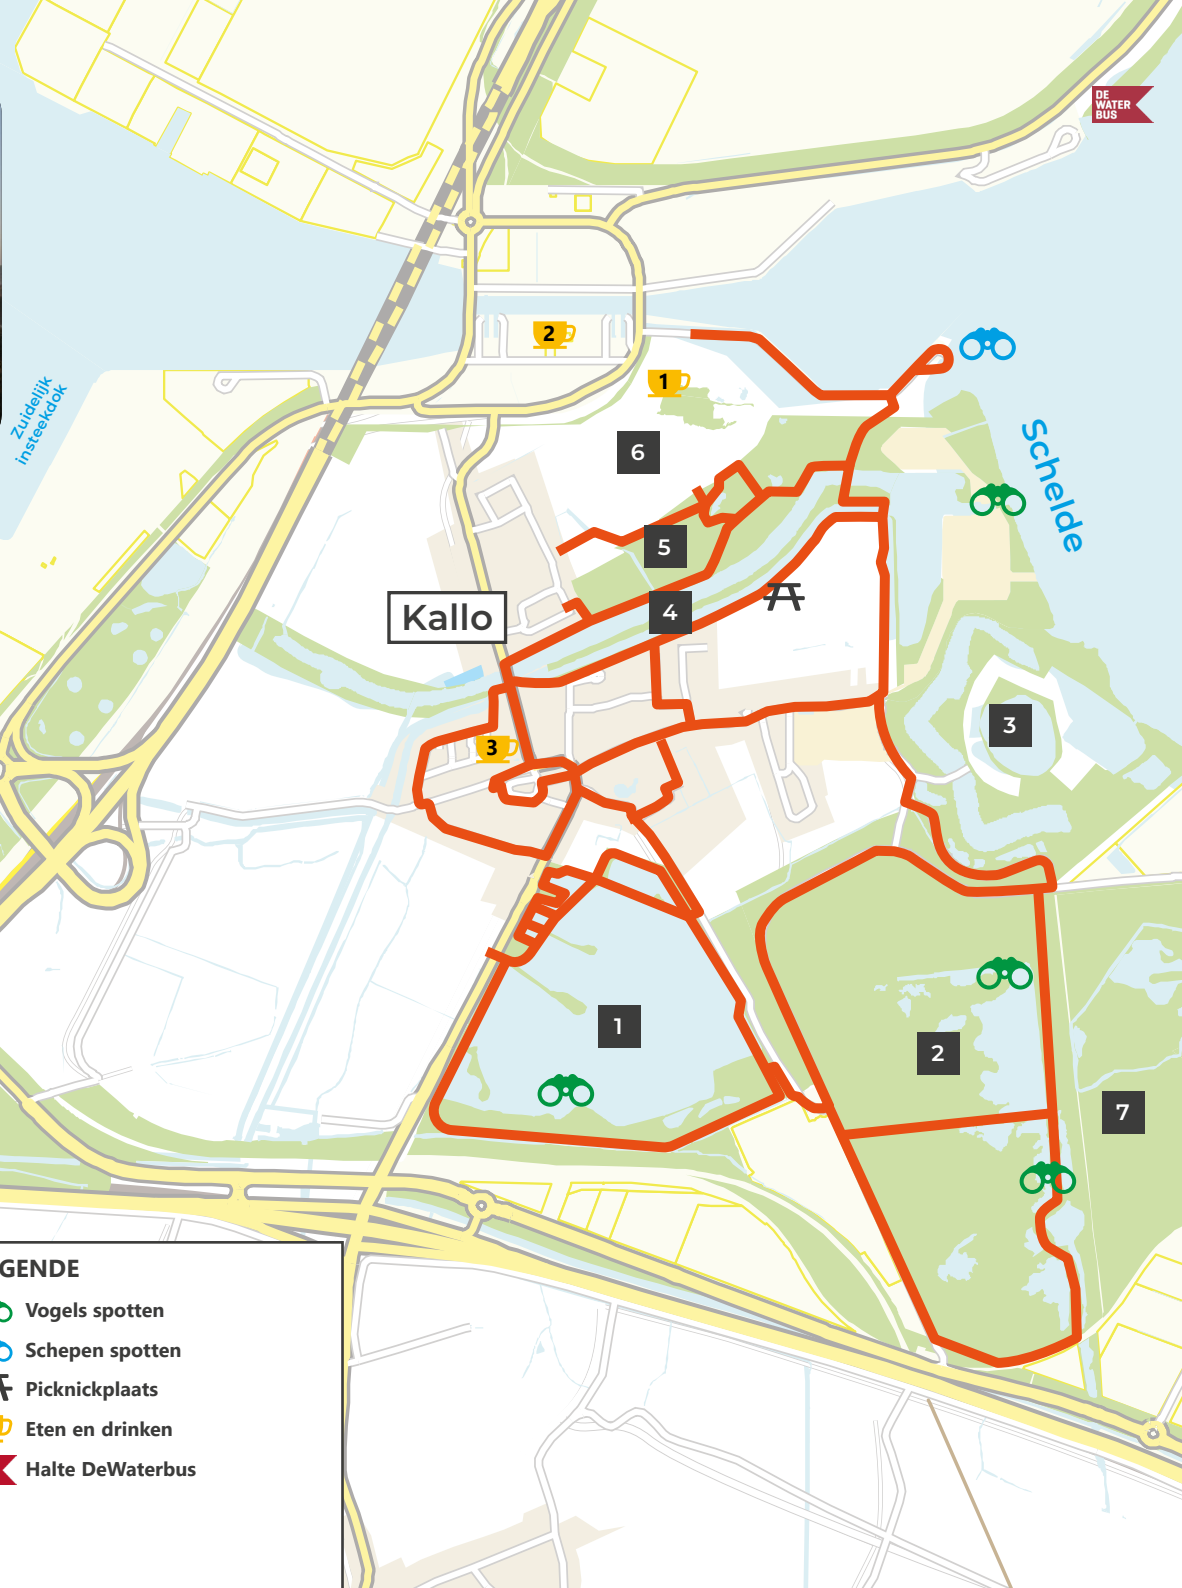 DE
WATER
BUS
2
1
Zuidelijk
insteekdok
6
Schelde
5
Kallo
4
3
3
1
2
7
GENDE
Vogels spotten
Schepen spotten
Picknickplaats
Eten en drinken
Halte DeWaterbus